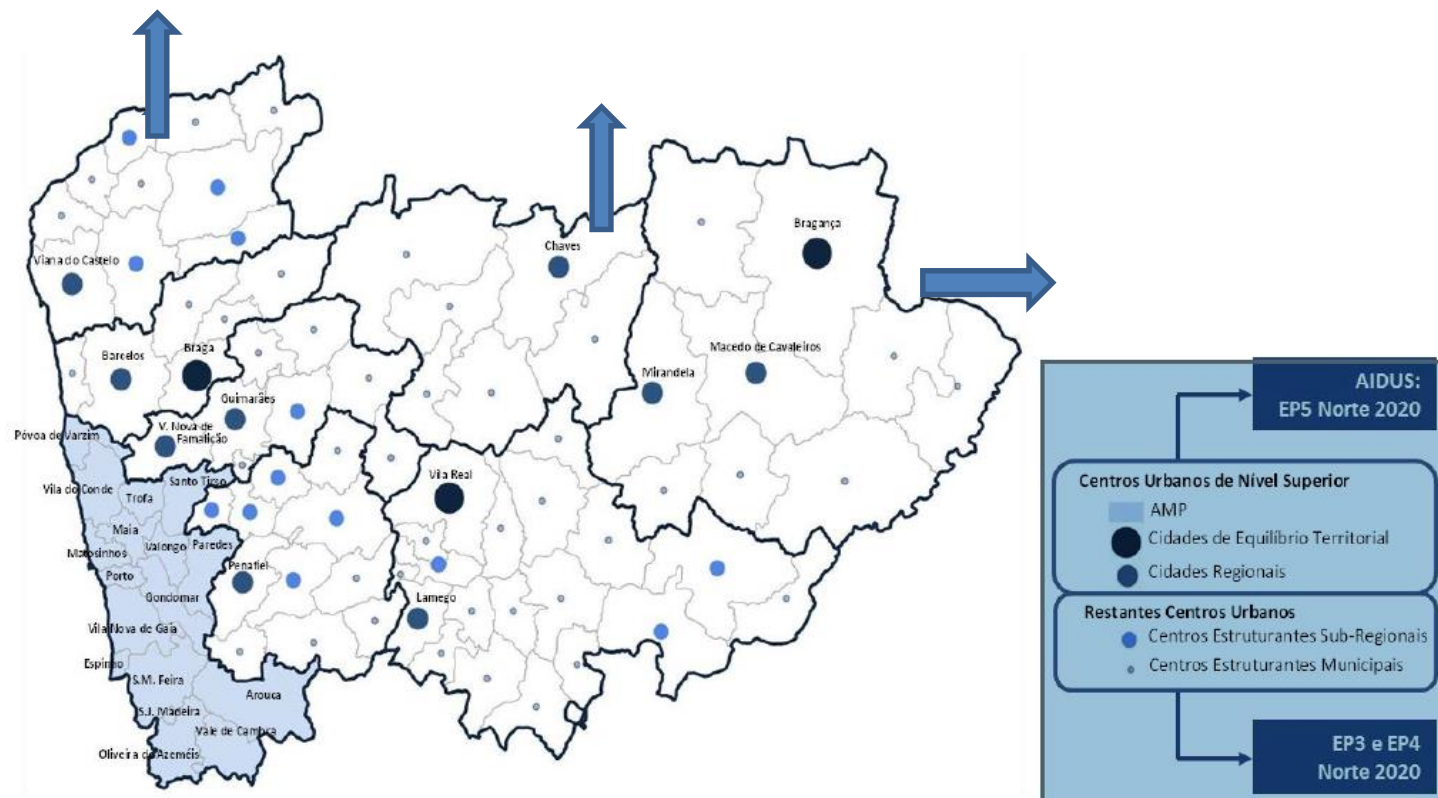 Bragança
Chaves
Viana do Castelo
Macedo de Cavaleiros
Barcelos
Braga
Mirandela
Guimarães
V. Nova de
Famalicão
Póvoa de Varzim
Vila Real
Santo Tirso
Vila do Conde
Trofa
Maia
Matosinhos
Valongo
Paredes
Porto
Penafiel
Gondomar
Lamego
Vila Nova de Gaia
Espinho
S.M. Feira
Arouca
S.J. Madeira
Vale de Cambra
Oliveira de Azeméis
AIDUS:
EP5 Norte 2020
Centros Urbanos de Nível Superior
AMP
Cidades de Equilíbrio Territorial
Cidades Regionais
Restantes Centros Urbanos
Centros Estruturantes Sub-Regionais
Centros Estruturantes Municipais
EP3 e EP4
Norte 2020